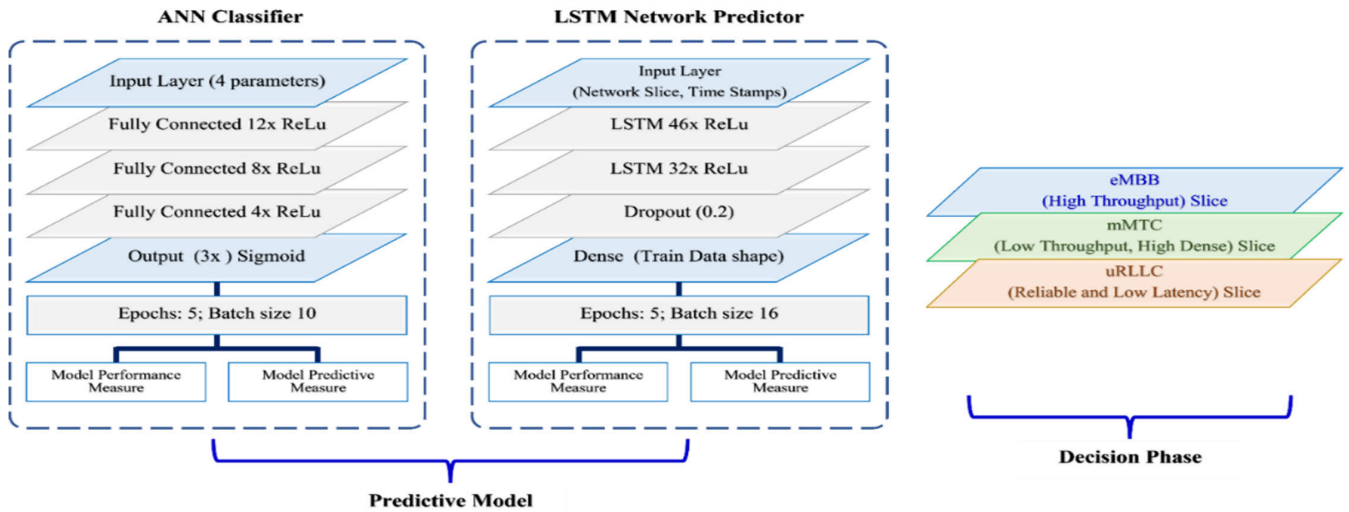 ANN Classifier
Input Layer (4 parameters)
Fully Connected 12x ReLu
Fully Connected 8x ReLu
Fully Connected 4x ReLu
Output (3x ) Sigmoid
Epochs: 5; Batch size 10
Model Performance
Measure
Model Predictive
Measure
LSTM Network Predictor
Input Layer
(Network Slice, Time Stamps)
LSTM 46x ReLu
LSTM 32x ReLu
Dropout (0.2)
Dense (Train Data shape)
Epochs: 5; Batch size 16
Model Performance
Measure
Model Predictive
Measure
Predictive Model
eMBB
(High Throughput) Slice
mMTC
(Low Throughput, High Dense) Slice
uRLLC
(Reliable and Low Latency) Slice
Decision Phase